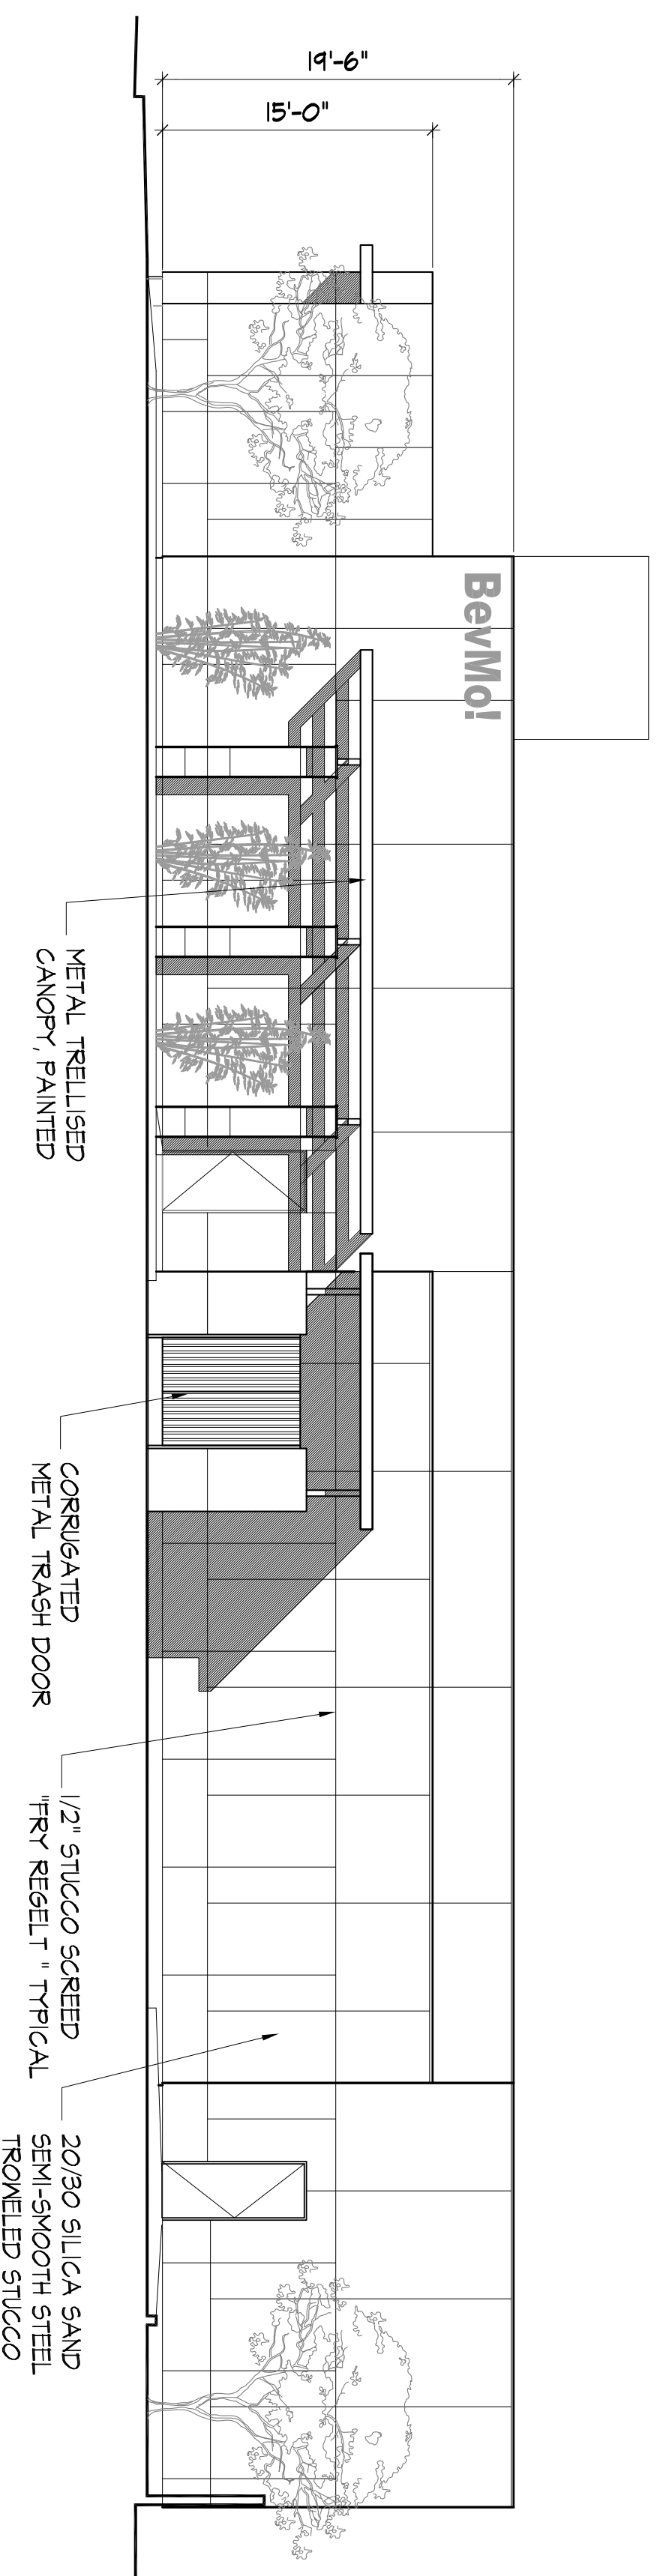 19'-6"
15'-0"
BevMo!
METAL TRELLISED
CANOPY, PAINTED
CORRUGATED
METAL TRASH DOOR
1/2" STUCCO SCREED
"FRY REGELT " TYPICAL
20/30 SILICA SAND
SEMI-SMOOTH STEEL
TROWELED STUCCO